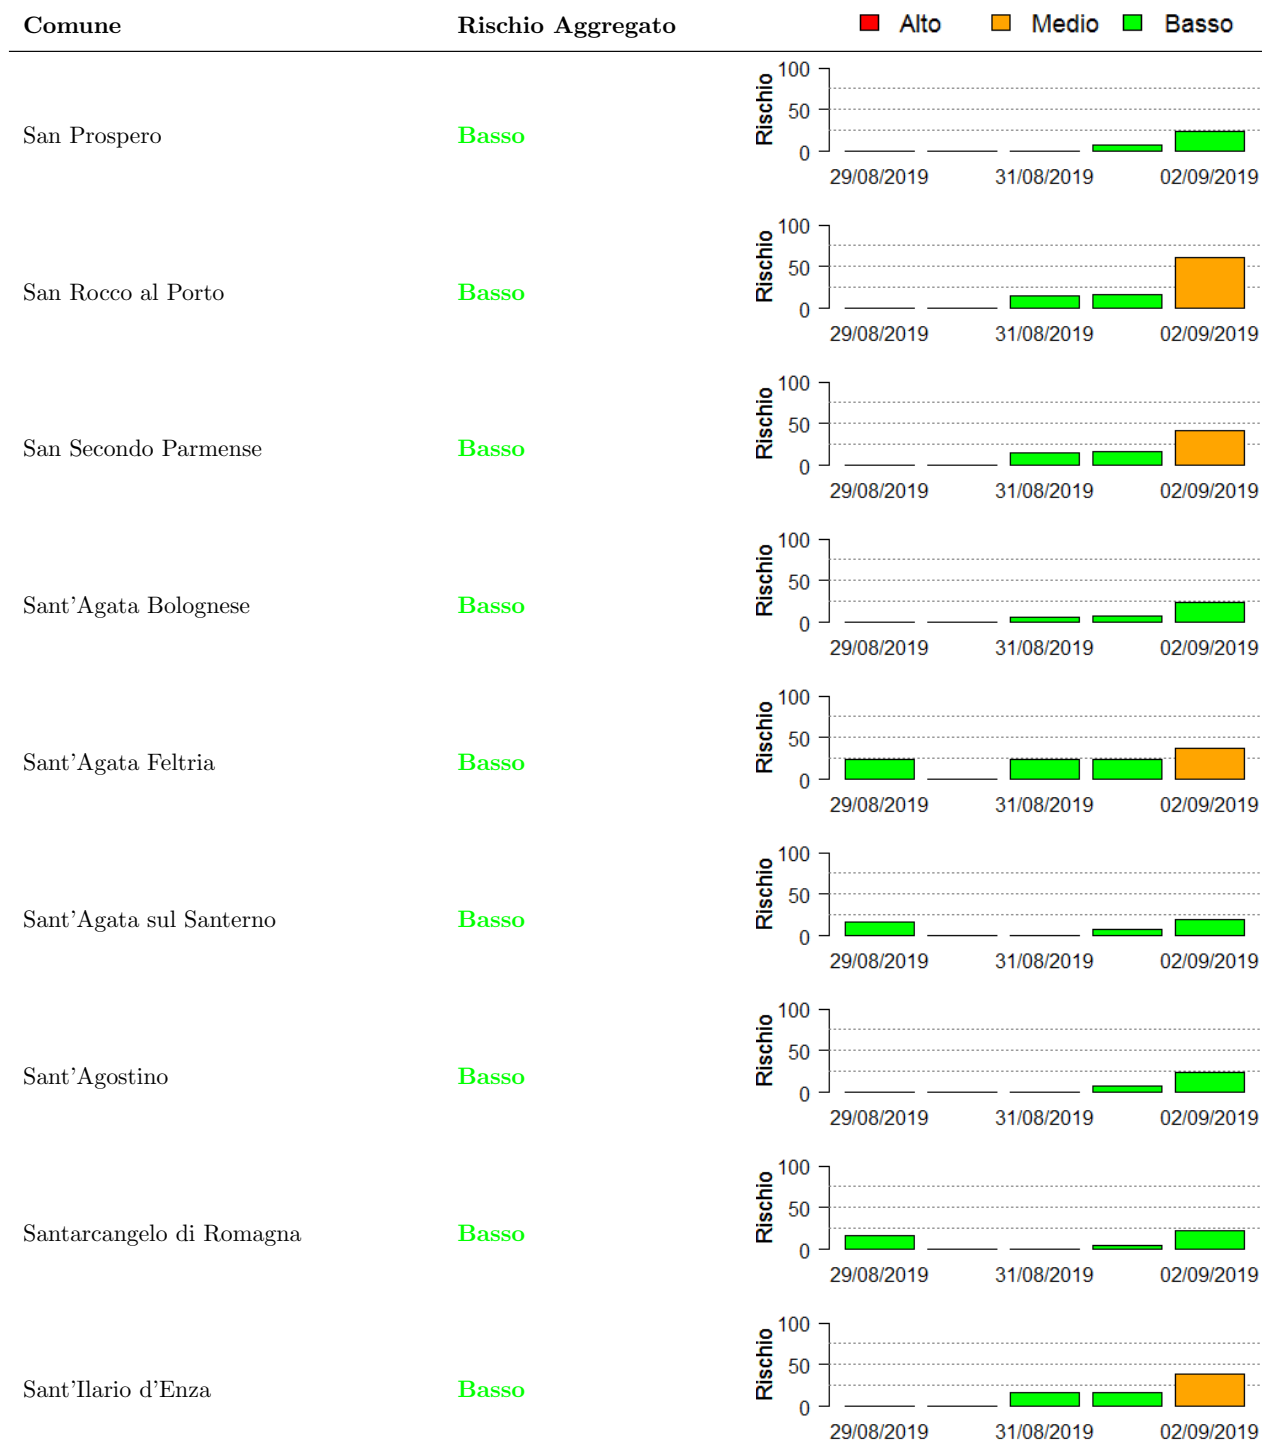 Comune Rischio Aggregato Alto Medio Basso
San Prospero Basso
Rischio
100
50
0
29/08/2019 31/08/2019 02/09/2019
San Rocco al Porto Basso
Rischio
100
50
0
29/08/2019 31/08/2019 02/09/2019
San Secondo Parmense Basso
Rischio
100
50
0
29/08/2019 31/08/2019 02/09/2019
Sant'Agata Bolognese Basso
Rischio
100
50
0
29/08/2019 31/08/2019 02/09/2019
Sant'Agata Feltria Basso
Rischio
100
50
0
29/08/2019 31/08/2019 02/09/2019
Sant'Agata sul Santerno Basso
Rischio
100
50
0
29/08/2019 31/08/2019 02/09/2019
Sant'Agostino Basso
Rischio
100
50
0
29/08/2019 31/08/2019 02/09/2019
Santarcangelo di Romagna Basso
Rischio
100
50
0
29/08/2019 31/08/2019 02/09/2019
Sant'Ilario d'Enza Basso
Rischio
100
50
0
29/08/2019 31/08/2019 02/09/2019